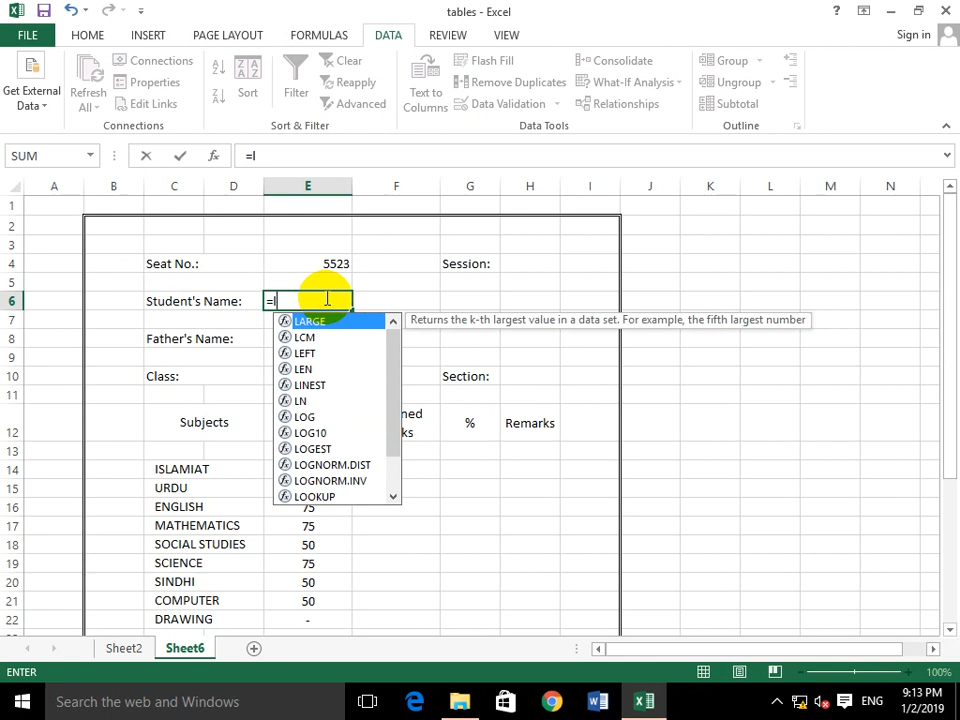 tables - Excel
Sign in
FILE HOME INSERT PAGE LAYOUT FORMULAS DATA REVIEW VIEW
Get External Data
Refresh All
Connections
Properties
Edit Links
Connections
Sort
Filter
Clear
Reapply
Advanced
Sort & Filter
Text to Columns
Flash Fill
Remove Duplicates
Data Validation
Consolidate
What-If Analysis
Relationships
Data Tools
Group
Ungroup
Subtotal
Outline
SUM =l
A B C D E F G H I J K L M N
1
2
3
4 Seat No.: 5523 Session:
5
6 Student's Name: =l
LARGE Returns the k-th largest value in a data set. For example, the fifth largest number
LCM
LEFT
LEN
LINEST
LN
LOG
LOG10
LOGEST
LOGNORM.DIST
LOGNORM.INV
LOOKUP
7
8 Father's Name:
9
10 Class: Section:
11
12 Subjects ned ks % Remarks
13
14 ISLAMIAT
15 URDU
16 ENGLISH 75
17 MATHEMATICS 75
18 SOCIAL STUDIES 50
19 SCIENCE 75
20 SINDHI 50
21 COMPUTER 50
22 DRAWING -
Sheet2 Sheet6
ENTER 100%
Search the web and Windows
ENG
9:13 PM
1/2/2019